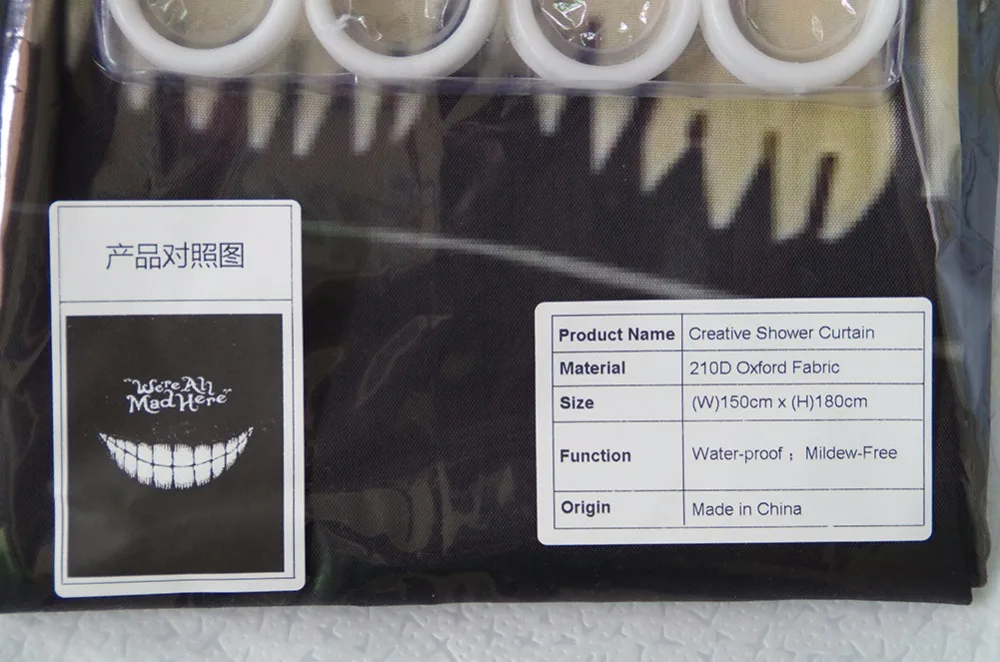 产品对照图
"We're All
Mad Here"
Product Name Creative Shower Curtain
Material 210D Oxford Fabric
Size (W)150cm x (H)180cm
Function Water-proof ; Mildew-Free
Origin Made in China